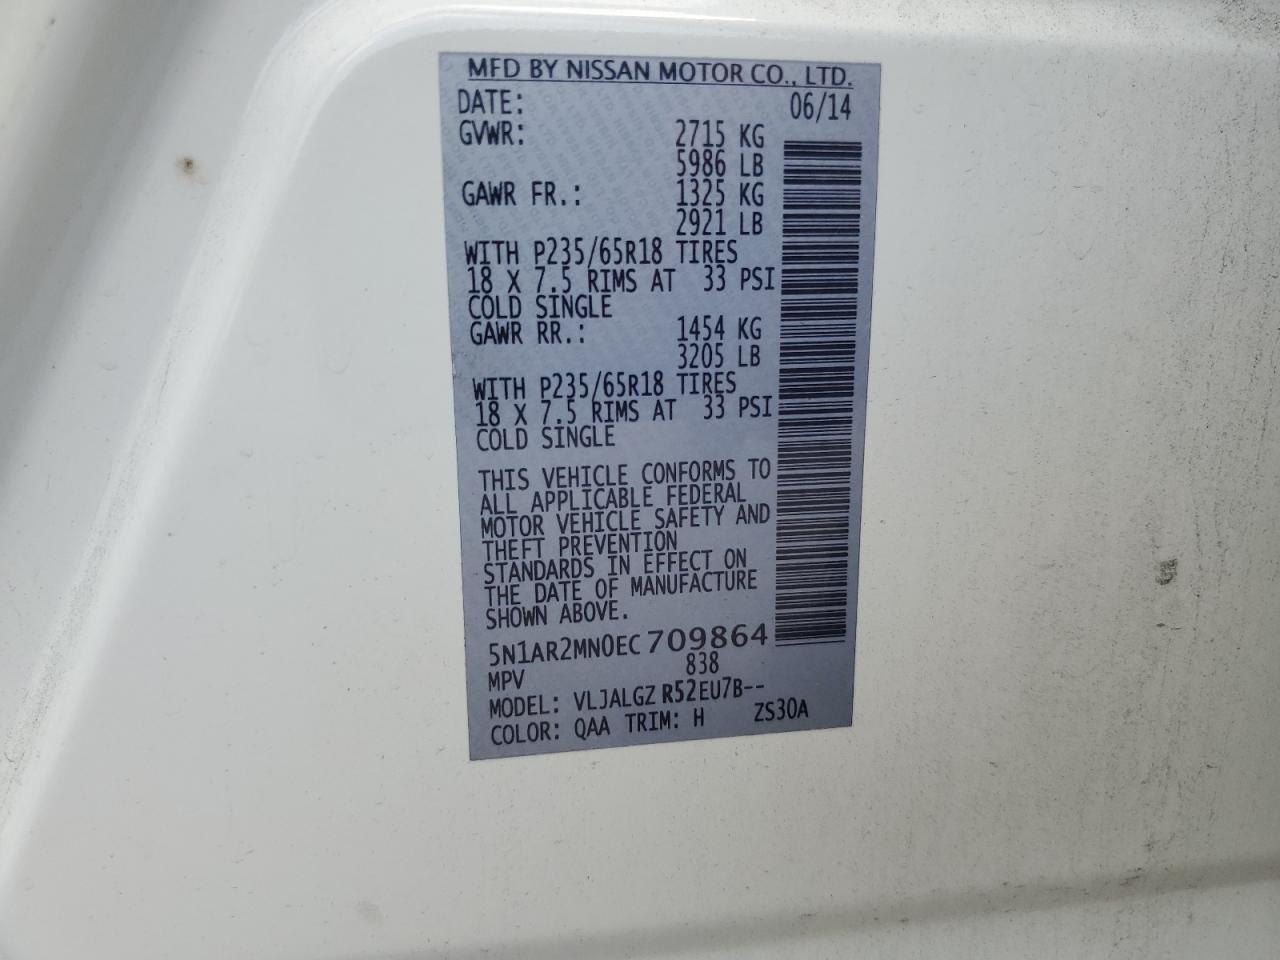 MFD BY NISSAN MOTOR CO., LTD.
DATE: 06/14
GVWR: 2715 KG
5986 LB
GAWR FR.: 1325 KG
2921 LB
WITH P235/65R18 TIRES
18 X 7.5 RIMS AT 33 PSI
COLD SINGLE
GAWR RR.: 1454 KG
3205 LB
WITH P235/65R18 TIRES
18 X 7.5 RIMS AT 33 PSI
COLD SINGLE
THIS VEHICLE CONFORMS TO
ALL APPLICABLE FEDERAL
MOTOR VEHICLE SAFETY AND
THEFT PREVENTION
STANDARDS IN EFFECT ON
THE DATE OF MANUFACTURE
SHOWN ABOVE.
5N1AR2MN0EC709864
MPV 838
MODEL: VLJALGZ R52EU7B--
COLOR: QAA TRIM: H ZS30A